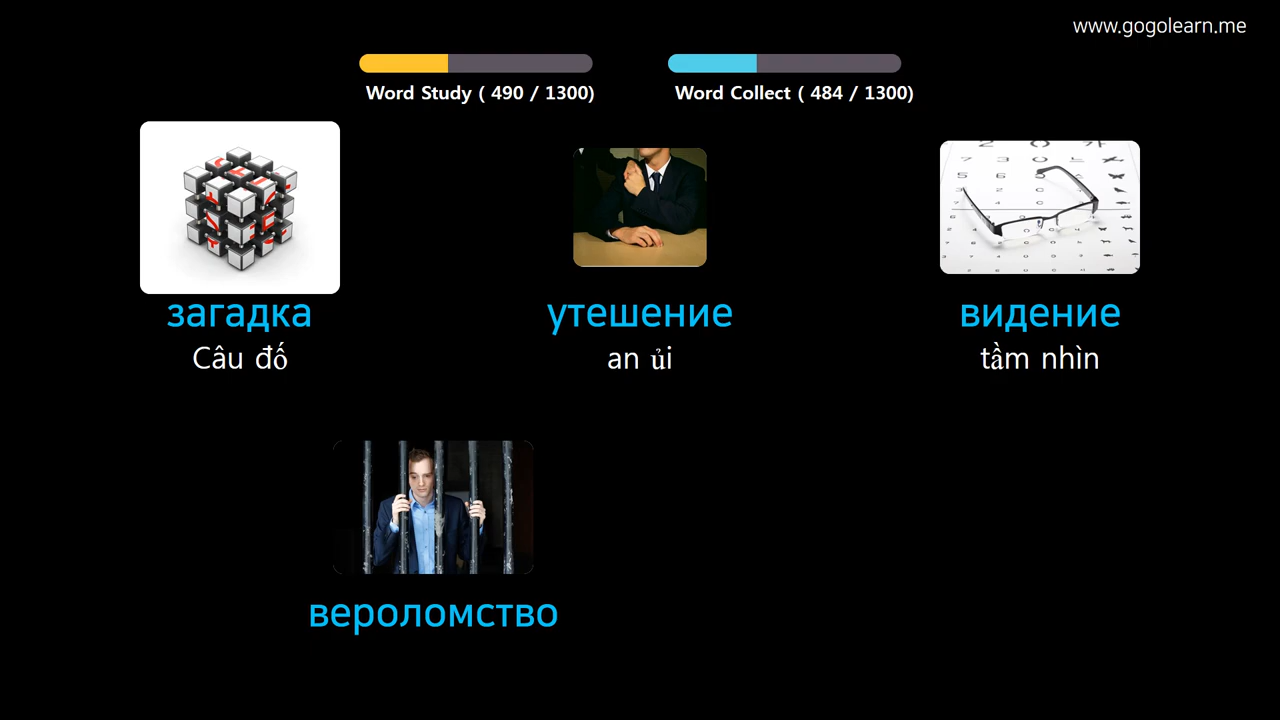 www.gogolearn.me
Word Study ( 490 / 1300)
Word Collect ( 484 / 1300)
загадка
Câu đố
утешение
an ủi
видение
tầm nhìn
вероломство